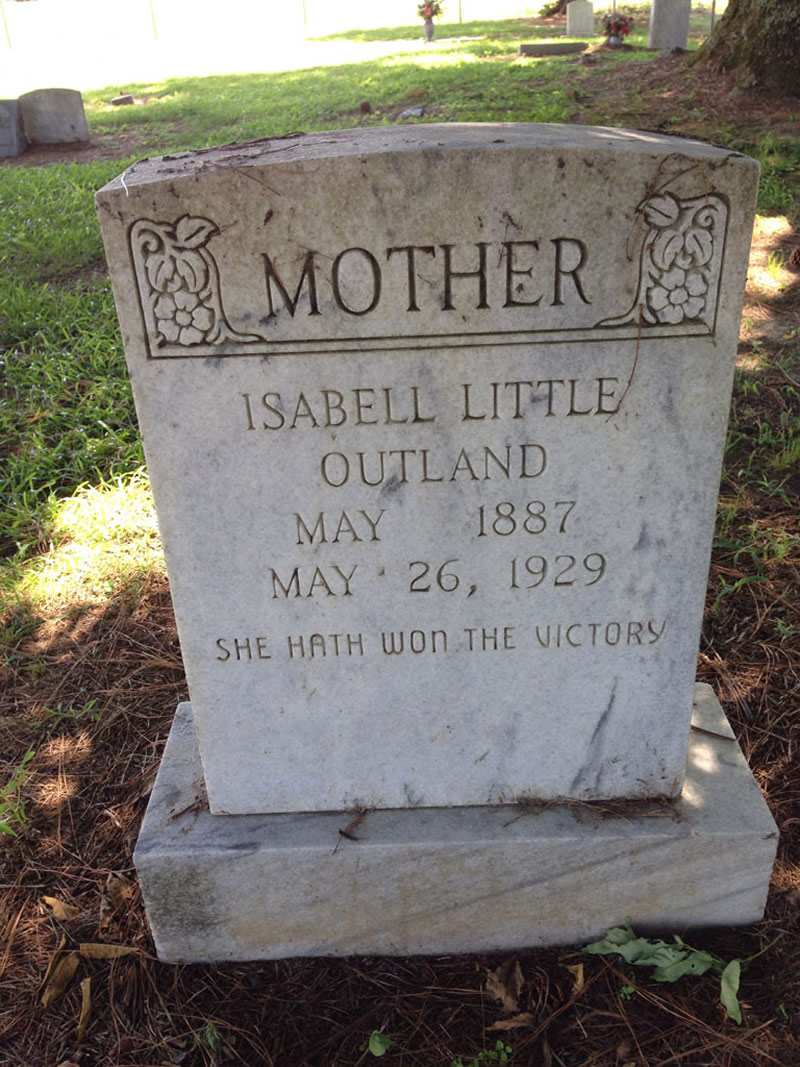 MOTHER
ISABELL LITTLE
OUTLAND
MAY 1887
MAY 26, 1929
SHE HATH WON THE VICTORY